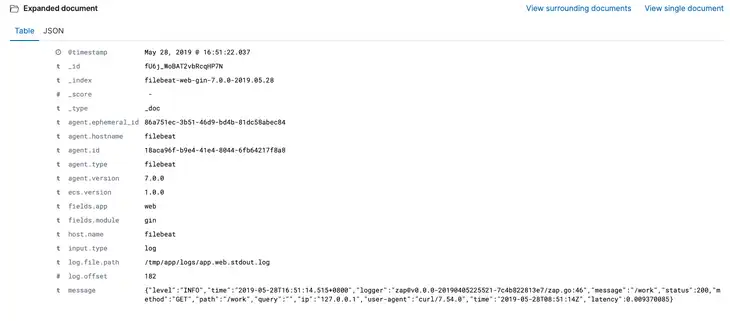 Expanded document View surrounding documents View single document
Table JSON
@timestamp May 28, 2019 @ 16:51:22.037
t _id fU6j_WoBAT2vbRcqHP7N
t _index filebeat-web-gin-7.0.0-2019.05.28
# _score -
t _type _doc
t agent.ephemeral_id 86a751ec-3b51-46d9-bd4b-81dc58abec84
t agent.hostname filebeat
t agent.id 18aca96f-b9e4-41e4-8044-6fb64217f8a8
t agent.type filebeat
t agent.version 7.0.0
t ecs.version 1.0.0
t fields.app web
t fields.module gin
t host.name filebeat
t input.type log
t log.file.path /tmp/app/logs/app.web.stdout.log
# log.offset 182
t message {"level":"INFO","time":"2019-05-28T16:51:14.515+0800","logger":"zap@v0.0.0-20190405225521-7c4b822813e7/zap.go:46","message":"/work","status":200,"m
ethod":"GET","path":"/work","query":"","ip":"127.0.0.1","user-agent":"curl/7.54.0","time":"2019-05-28T08:51:14Z","latency":0.009370085}